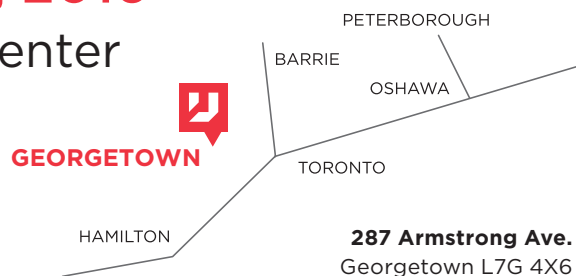 enter
PETERBOROUGH
BARRIE
OSHAWA
GEORGETOWN
TORONTO
HAMILTON
287 Armstrong Ave.
Georgetown L7G 4X6